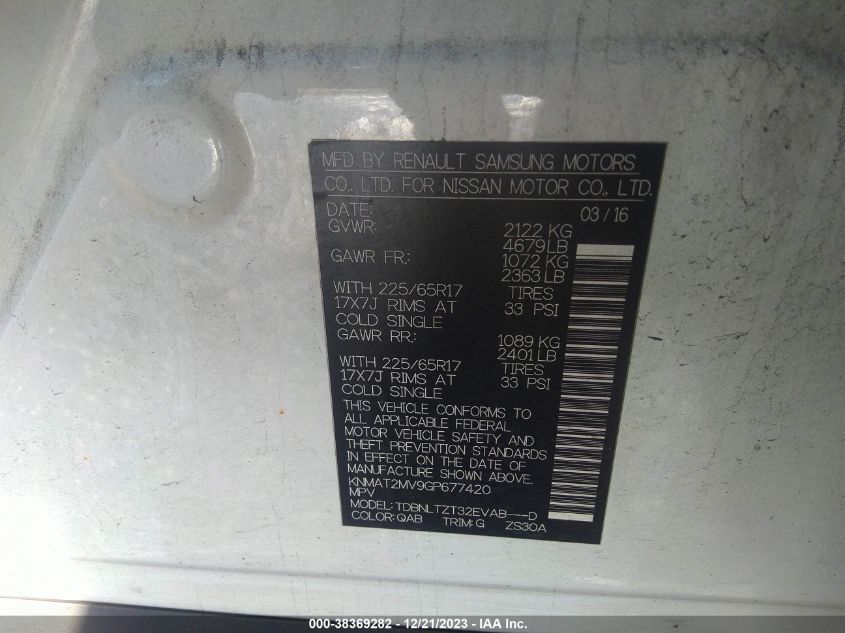 MFD. BY RENAULT SAMSUNG MOTORS
CO., LTD. FOR NISSAN MOTOR CO., LTD.
DATE: 03/16
GVWR: 2122 KG
4679 LB
GAWR FR.: 1072 KG
2363 LB
WITH 225/65R17 TIRES
17X7J RIMS AT 33 PSI
COLD SINGLE
GAWR RR.: 1089 KG
2401 LB
WITH 225/65R17 TIRES
17X7J RIMS AT 33 PSI
COLD SINGLE
THIS VEHICLE CONFORMS TO
ALL APPLICABLE FEDERAL
MOTOR VEHICLE SAFETY AND
THEFT PREVENTION STANDARDS
IN EFFECT ON THE DATE OF
MANUFACTURE SHOWN ABOVE.
KNMAT2MV9GP677420
MPV
MODEL: TDBNLTZT32EVAB---D
COLOR: QAB TRIM: G ZS30A
000-38369282 - 12/21/2023 - IAA Inc.